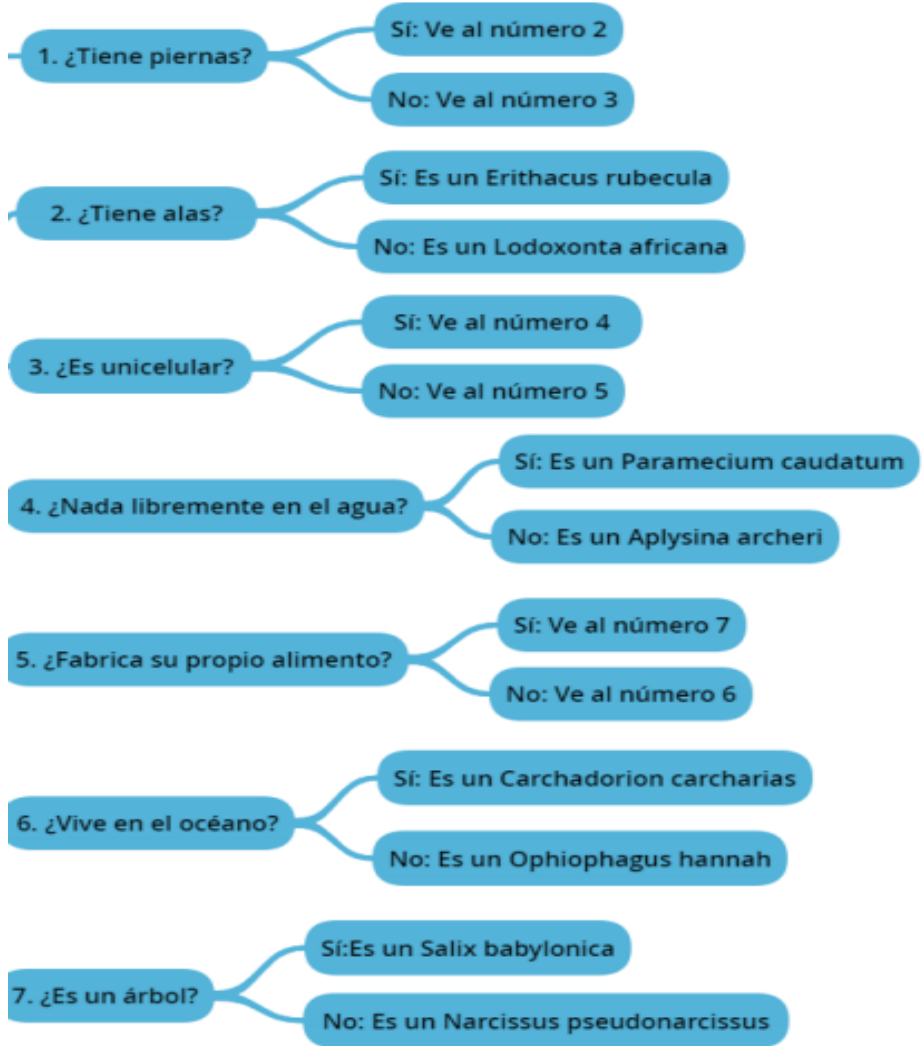 1. ¿Tiene piernas?
Sí: Ve al número 2
No: Ve al número 3
2. ¿Tiene alas?
Sí: Es un Erithacus rubecula
No: Es un Lodoxonta africana
3. ¿Es unicelular?
Sí: Ve al número 4
No: Ve al número 5
4. ¿Nada libremente en el agua?
Sí: Es un Paramecium caudatum
No: Es un Aplysina archeri
5. ¿Fabrica su propio alimento?
Sí: Ve al número 7
No: Ve al número 6
6. ¿Vive en el océano?
Sí: Es un Carchadorion carcharias
No: Es un Ophiophagus hannah
7. ¿Es un árbol?
Sí:Es un Salix babylonica
No: Es un Narcissus pseudonarcissus